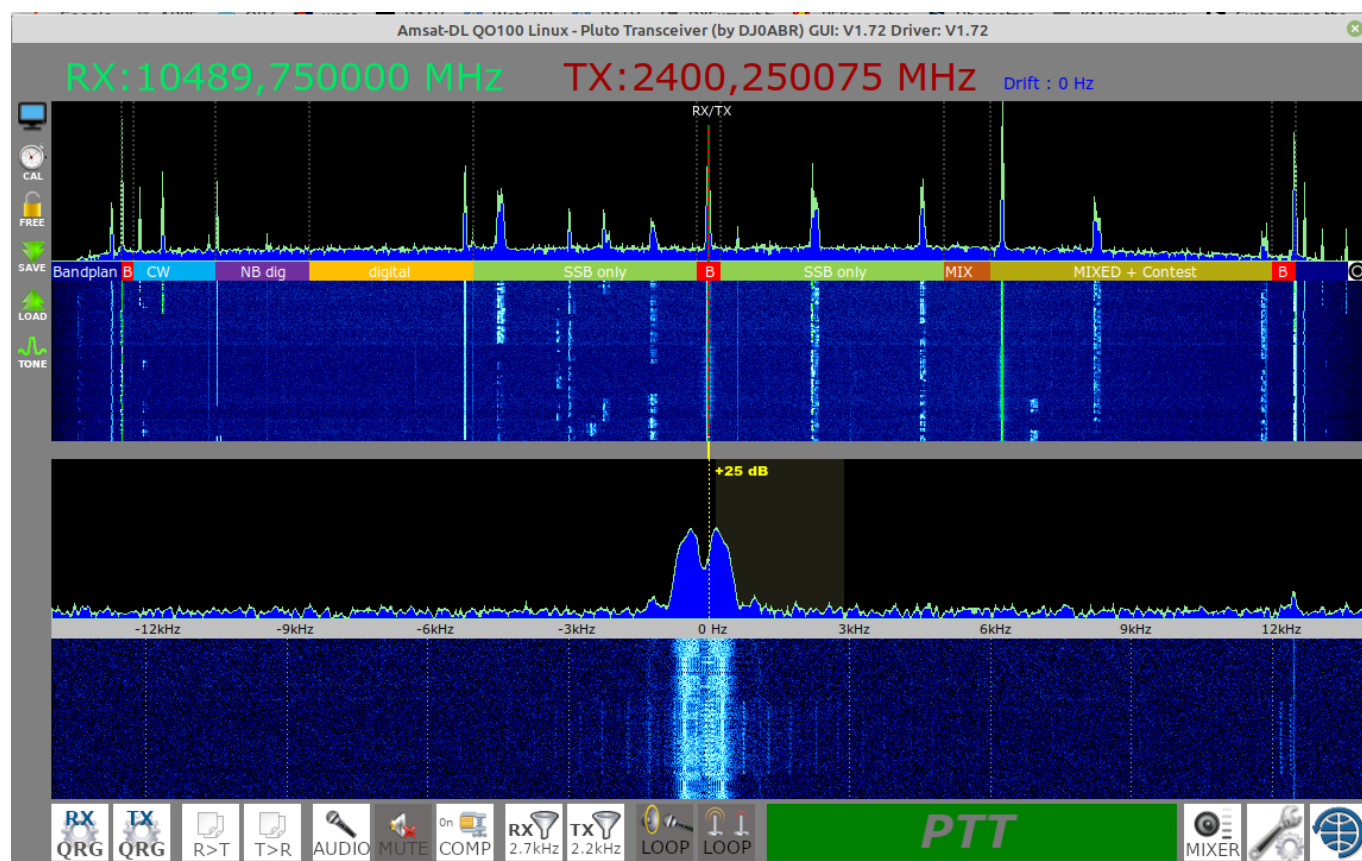 Amsat-DL QO100 Linux - Pluto Transceiver (by DJ0ABR) GUI: V1.72 Driver: V1.72
RX:10489,750000 MHz TX:2400,250075 MHz Drift : 0 Hz
RX/TX
CAL
FREE
SAVE
LOAD
TONE
Bandplan B CW NB dig digital SSB only B SSB only MIX MIXED + Contest B
+25 dB
-12kHz -9kHz -6kHz -3kHz 0 Hz 3kHz 6kHz 9kHz 12kHz
RX QRG
TX QRG
R>T
T>R
AUDIO
MUTE
On COMP
RX 2.7kHz
TX 2.2kHz
LOOP
LOOP
PTT
MIXER